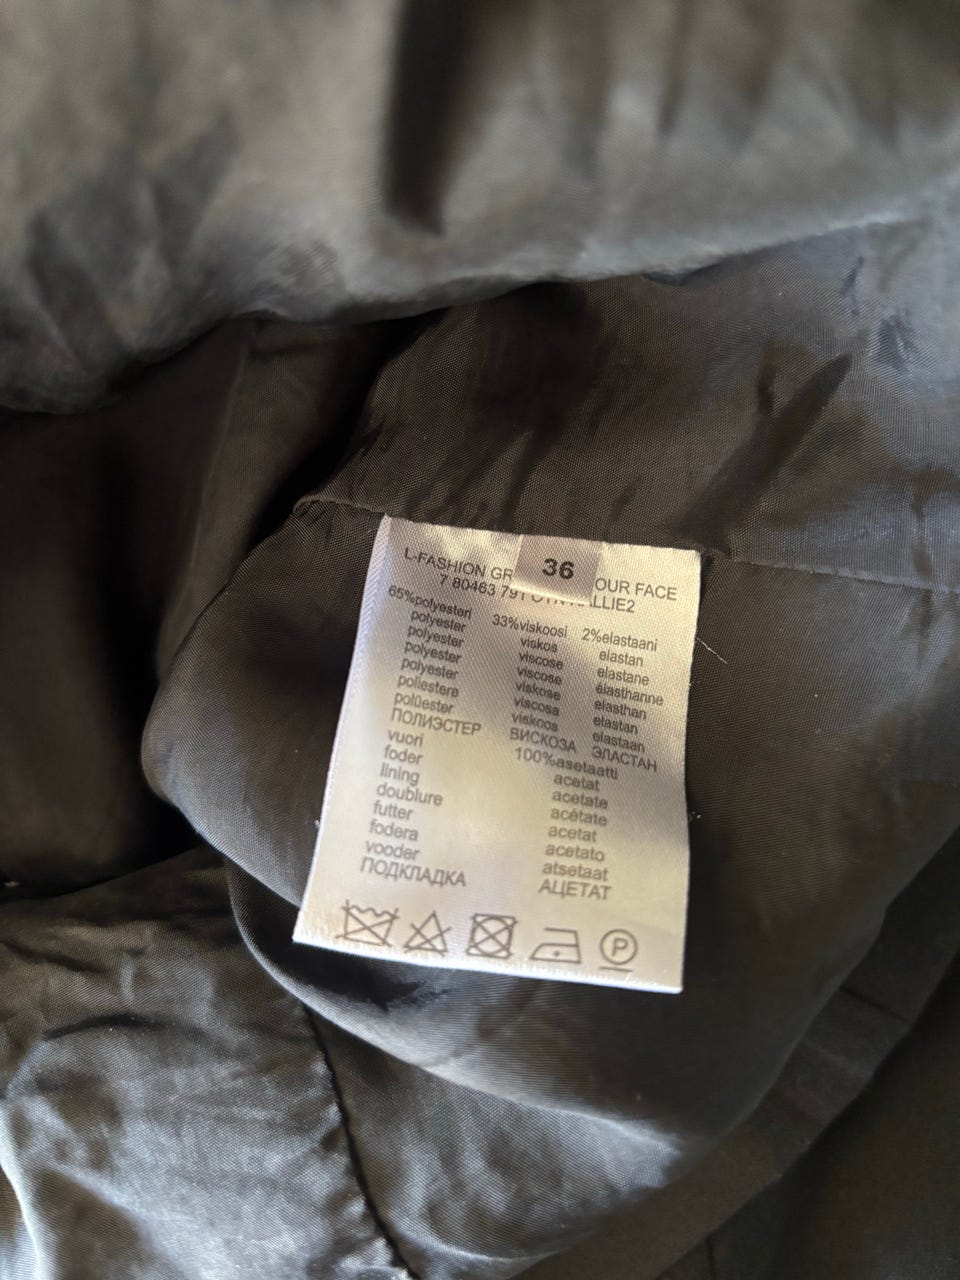 36
L-FASHION GR OUR FACE
7 80463 791
65%polyesteri 33%viskoosi 2%elastaani
polyester viskos elastan
polyester viscose elastane
polyester viscose élasthanne
polyester viskose elasthan
poliestere viscosa elastan
polüester viskoos elastaan
ПОЛИЭСТЕР ВИСКОЗА ЭЛАСТАН
vuori 100%asetaatti
foder acetat
lining acetate
doublure acétate
futter acetat
fodera acetato
vooder atsetaat
ПОДКЛАДКА АЦЕТАТ
P